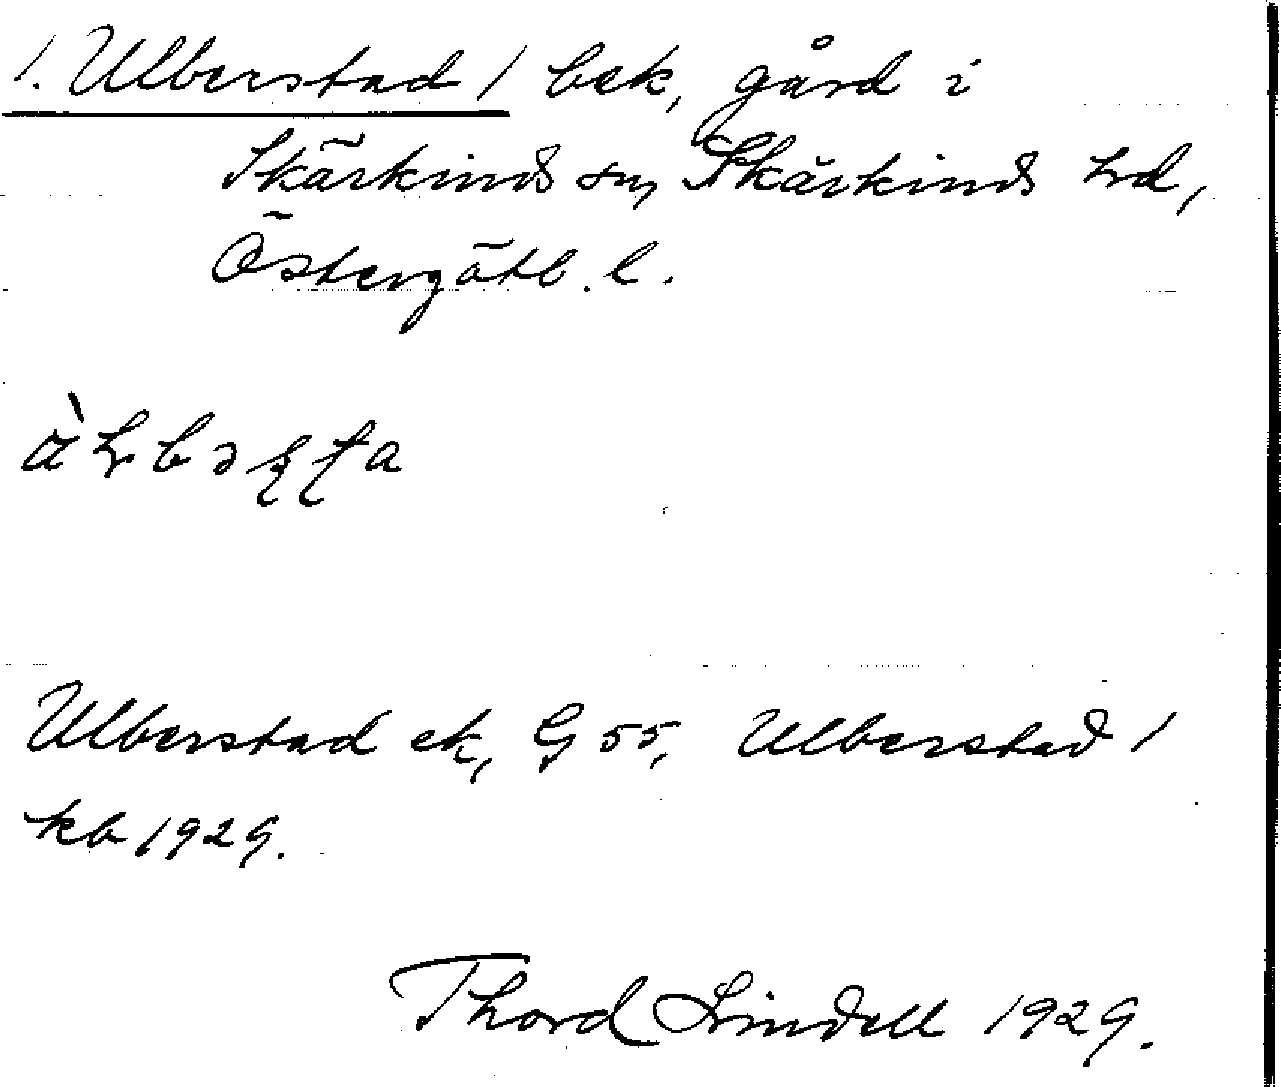 1. Ulberstad 1 bek, gård i
Skärkinds sn, Skärkinds hd,
Östergötl. l.
Ulberstad ek, G 55, Ulberstad 1
kb 1929.
Thord Lindell 1929.